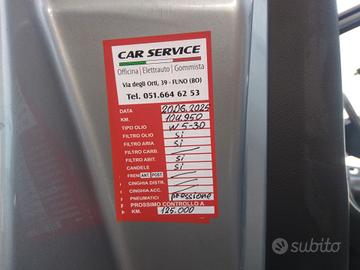 CAR SERVICE
Officina | Elettrauto | Gommista
Via degli Orti, 39 - FUNO (BO)
Tel. 051.664 62 53
DATA 20.06.2025
KM. 104.950
TIPO OLIO W 5-30
FILTRO OLIO si
FILTRO ARIA si
FILTRO CARB.
FILTRO ABIT. si
CANDELE si
FRENI ANT. POST.
CINGHIA DISTR.
CINGHIA ACC.
PNEUMATICI pressione
PROSSIMO CONTROLLO A
KM. 125.000
subito